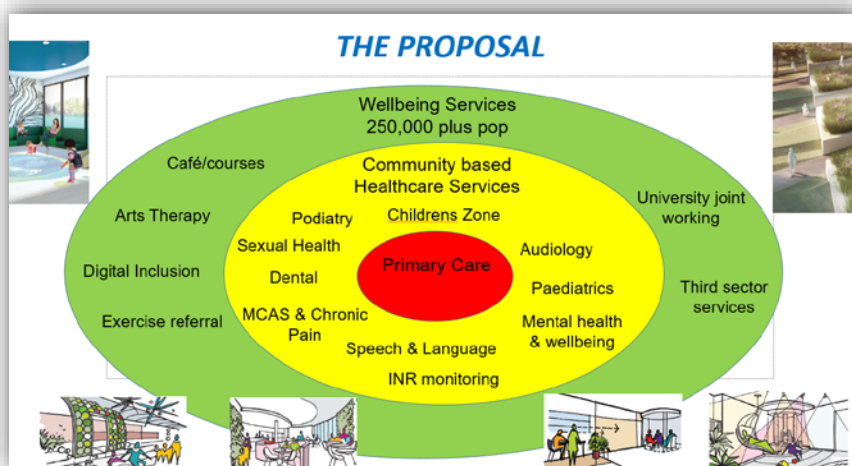 THE PROPOSAL
Wellbeing Services
250,000 plus pop
Café/courses
Community based
Healthcare Services
University joint
working
Arts Therapy
Podiatry
Childrens Zone
Sexual Health
Audiology
Primary Care
Digital Inclusion
Dental
Paediatrics
Third sector
services
Exercise referral
MCAS & Chronic
Pain
Mental health
& wellbeing
Speech & Language
INR monitoring